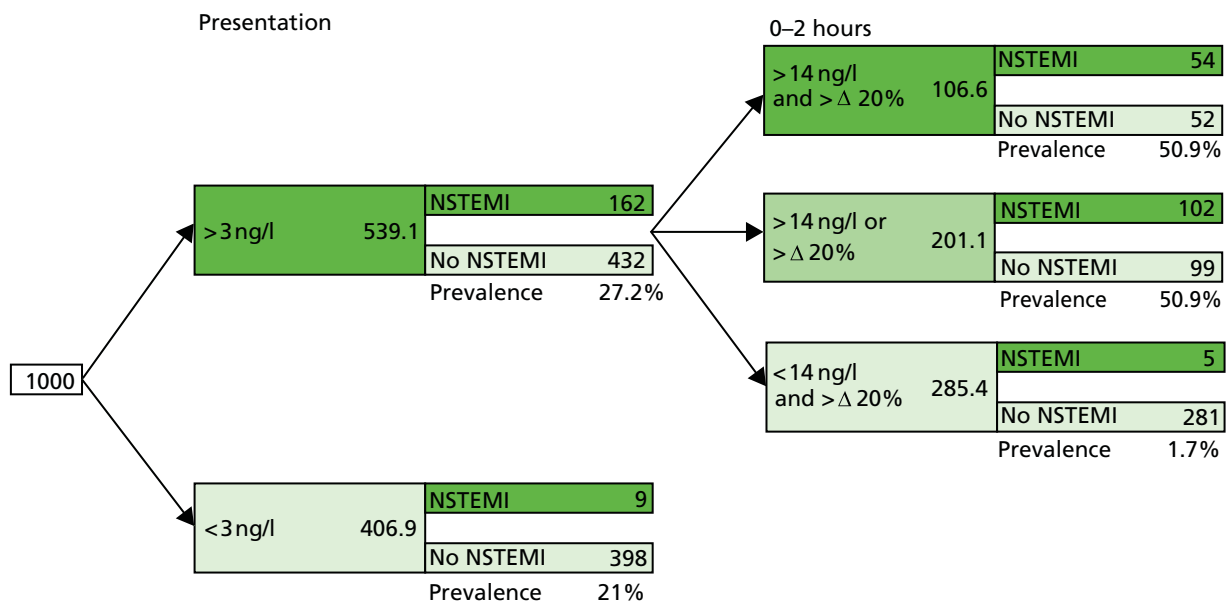 Presentation
0–2 hours
1000
>3 ng/l 539.1
NSTEMI 162
No NSTEMI 432
Prevalence 27.2%
<3 ng/l 406.9
NSTEMI 9
No NSTEMI 398
Prevalence 21%
>14 ng/l
and >Δ 20% 106.6
NSTEMI 54
No NSTEMI 52
Prevalence 50.9%
>14 ng/l or
>Δ 20% 201.1
NSTEMI 102
No NSTEMI 99
Prevalence 50.9%
<14 ng/l
and >Δ 20% 285.4
NSTEMI 5
No NSTEMI 281
Prevalence 1.7%